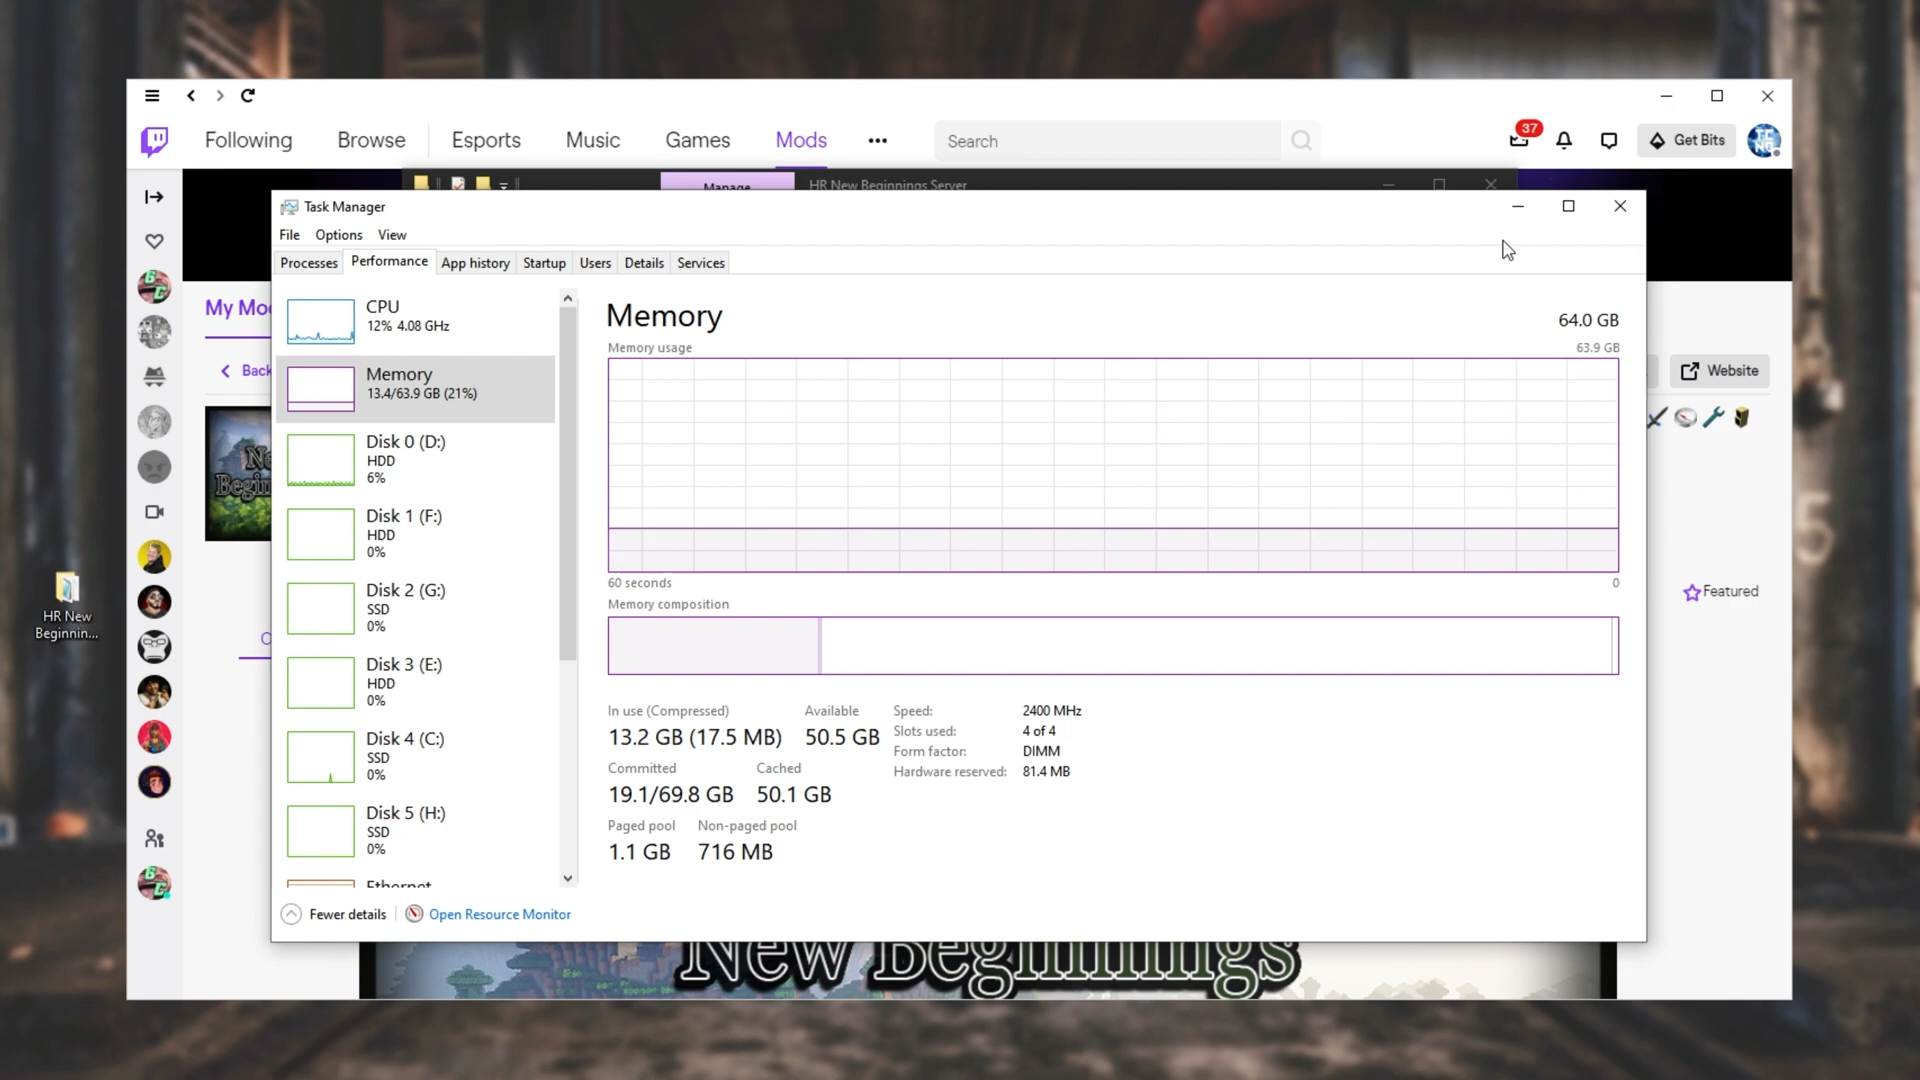 Following
Browse
Esports
Music
Games
Mods
Search
37
Get Bits
Manage
HR New Beginnings Server
Task Manager
File Options View
Processes Performance App history Startup Users Details Services
My Mo
Back
Website
Featured
HR New
Beginnin...
CPU
12% 4.08 GHz
Memory
13.4/63.9 GB (21%)
Disk 0 (D:)
HDD
6%
Disk 1 (F:)
HDD
0%
Disk 2 (G:)
SSD
0%
Disk 3 (E:)
HDD
0%
Disk 4 (C:)
SSD
0%
Disk 5 (H:)
SSD
0%
Ethernet
Memory
64.0 GB
Memory usage
63.9 GB
60 seconds
0
Memory composition
In use (Compressed)
13.2 GB (17.5 MB)
Available
50.5 GB
Committed
19.1/69.8 GB
Cached
50.1 GB
Paged pool
1.1 GB
Non-paged pool
716 MB
Speed: 2400 MHz
Slots used: 4 of 4
Form factor: DIMM
Hardware reserved: 81.4 MB
Fewer details
Open Resource Monitor
New Beginnings